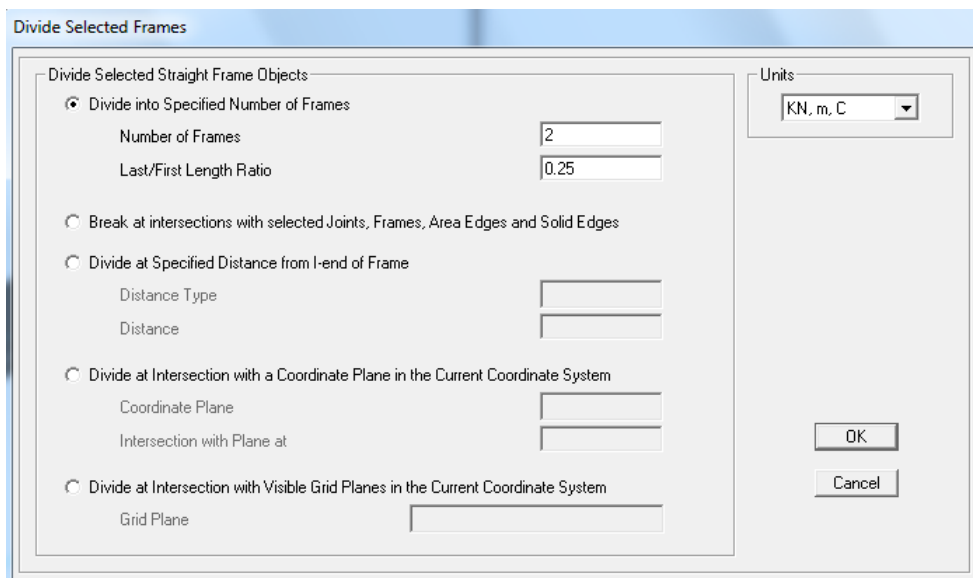 Divide Selected Frames
Divide Selected Straight Frame Objects
Divide into Specified Number of Frames
Number of Frames 2
Last/First Length Ratio 0.25
Break at intersections with selected Joints, Frames, Area Edges and Solid Edges
Divide at Specified Distance from I-end of Frame
Distance Type
Distance
Divide at Intersection with a Coordinate Plane in the Current Coordinate System
Coordinate Plane
Intersection with Plane at
Divide at Intersection with Visible Grid Planes in the Current Coordinate System
Grid Plane
Units
KN, m, C
OK
Cancel